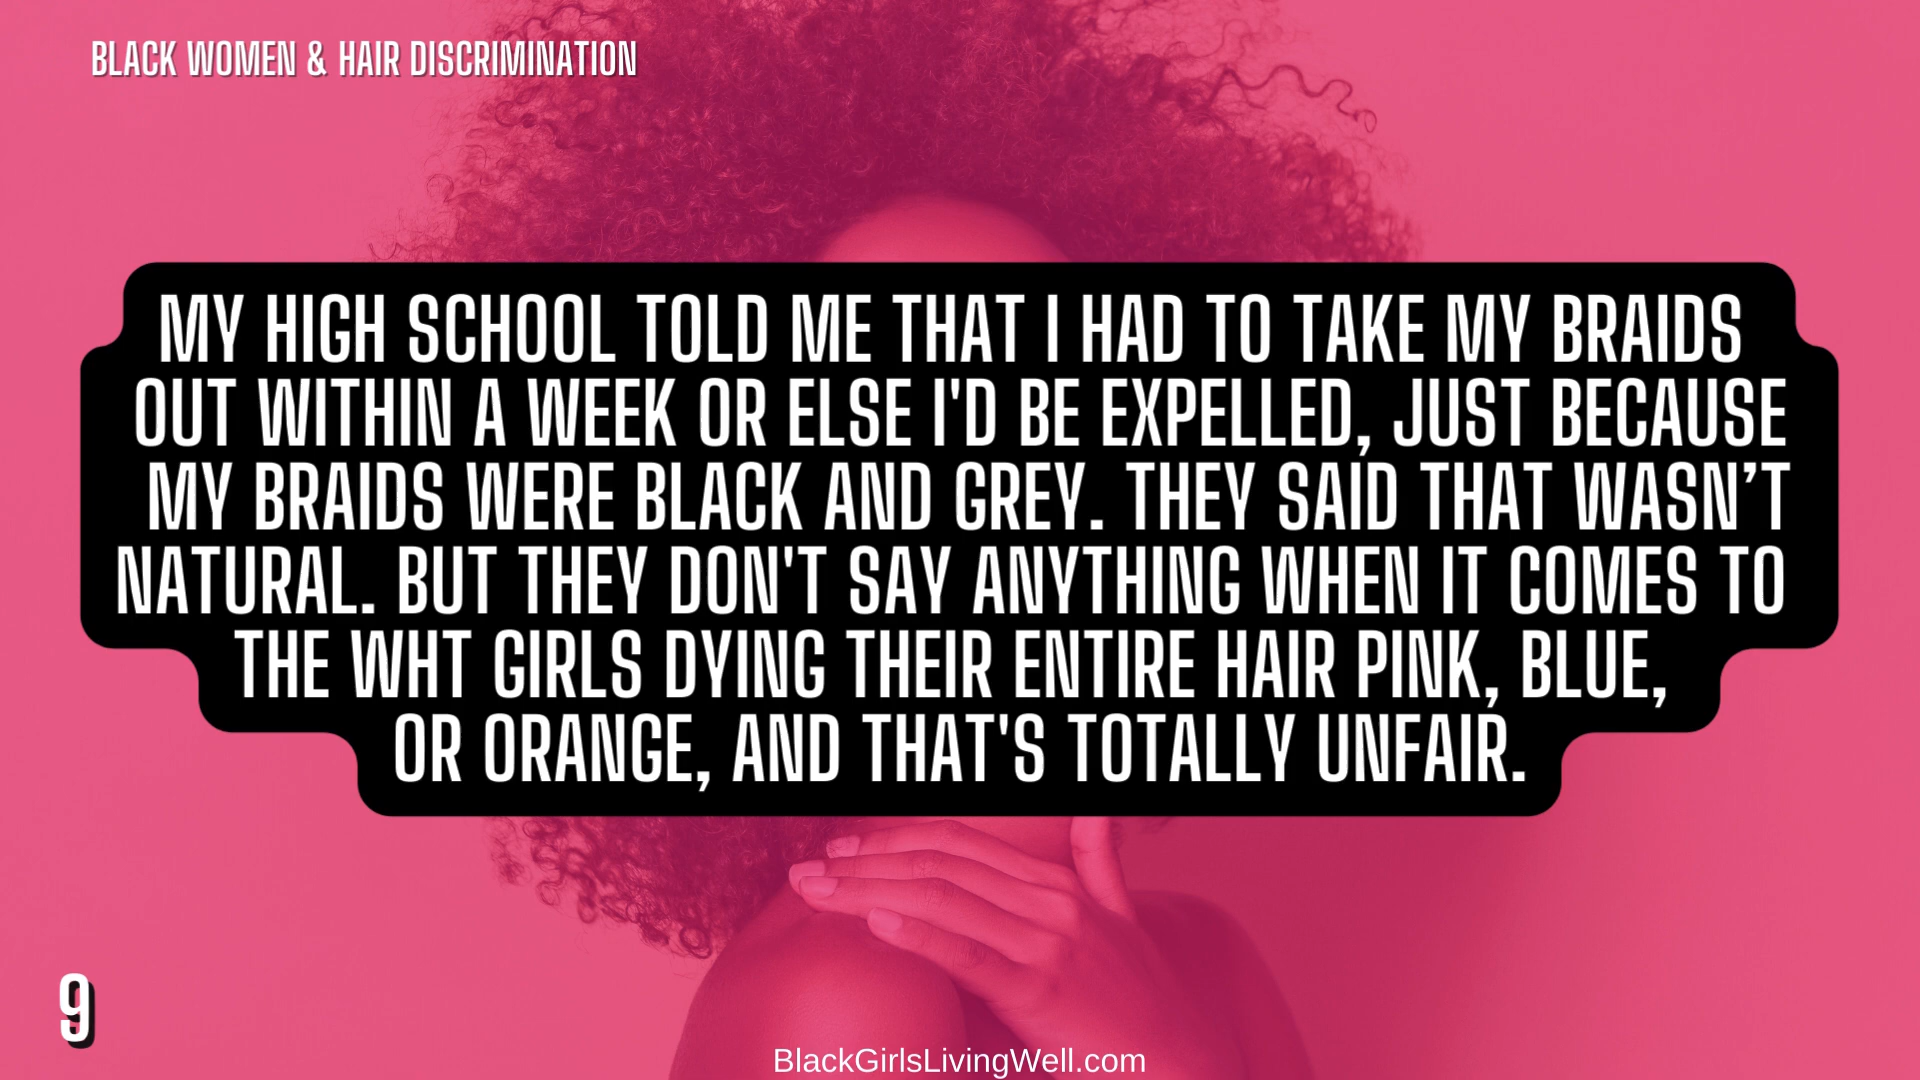 BLACK WOMEN & HAIR DISCRIMINATION
MY HIGH SCHOOL TOLD ME THAT I HAD TO TAKE MY BRAIDS
OUT WITHIN A WEEK OR ELSE I'D BE EXPELLED, JUST BECAUSE
MY BRAIDS WERE BLACK AND GREY. THEY SAID THAT WASN’T
NATURAL. BUT THEY DON'T SAY ANYTHING WHEN IT COMES TO
THE WHT GIRLS DYING THEIR ENTIRE HAIR PINK, BLUE,
OR ORANGE, AND THAT'S TOTALLY UNFAIR.
9
BlackGirlsLivingWell.com